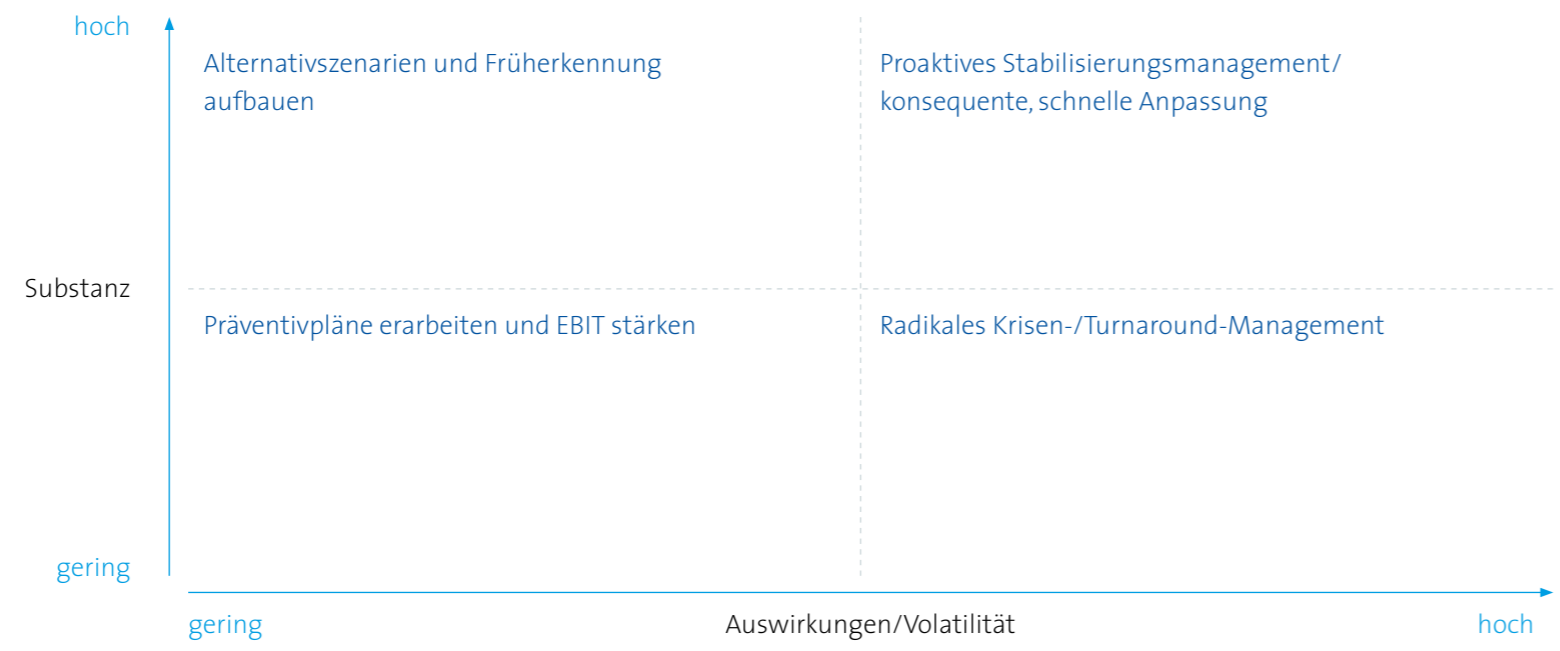 hoch
Alternativszenarien und Früherkennung
aufbauen
Proaktives Stabilisierungsmanagement/
konsequente, schnelle Anpassung
Substanz
Präventivpläne erarbeiten und EBIT stärken
Radikales Krisen-/Turnaround-Management
gering
gering
Auswirkungen/Volatilität
hoch